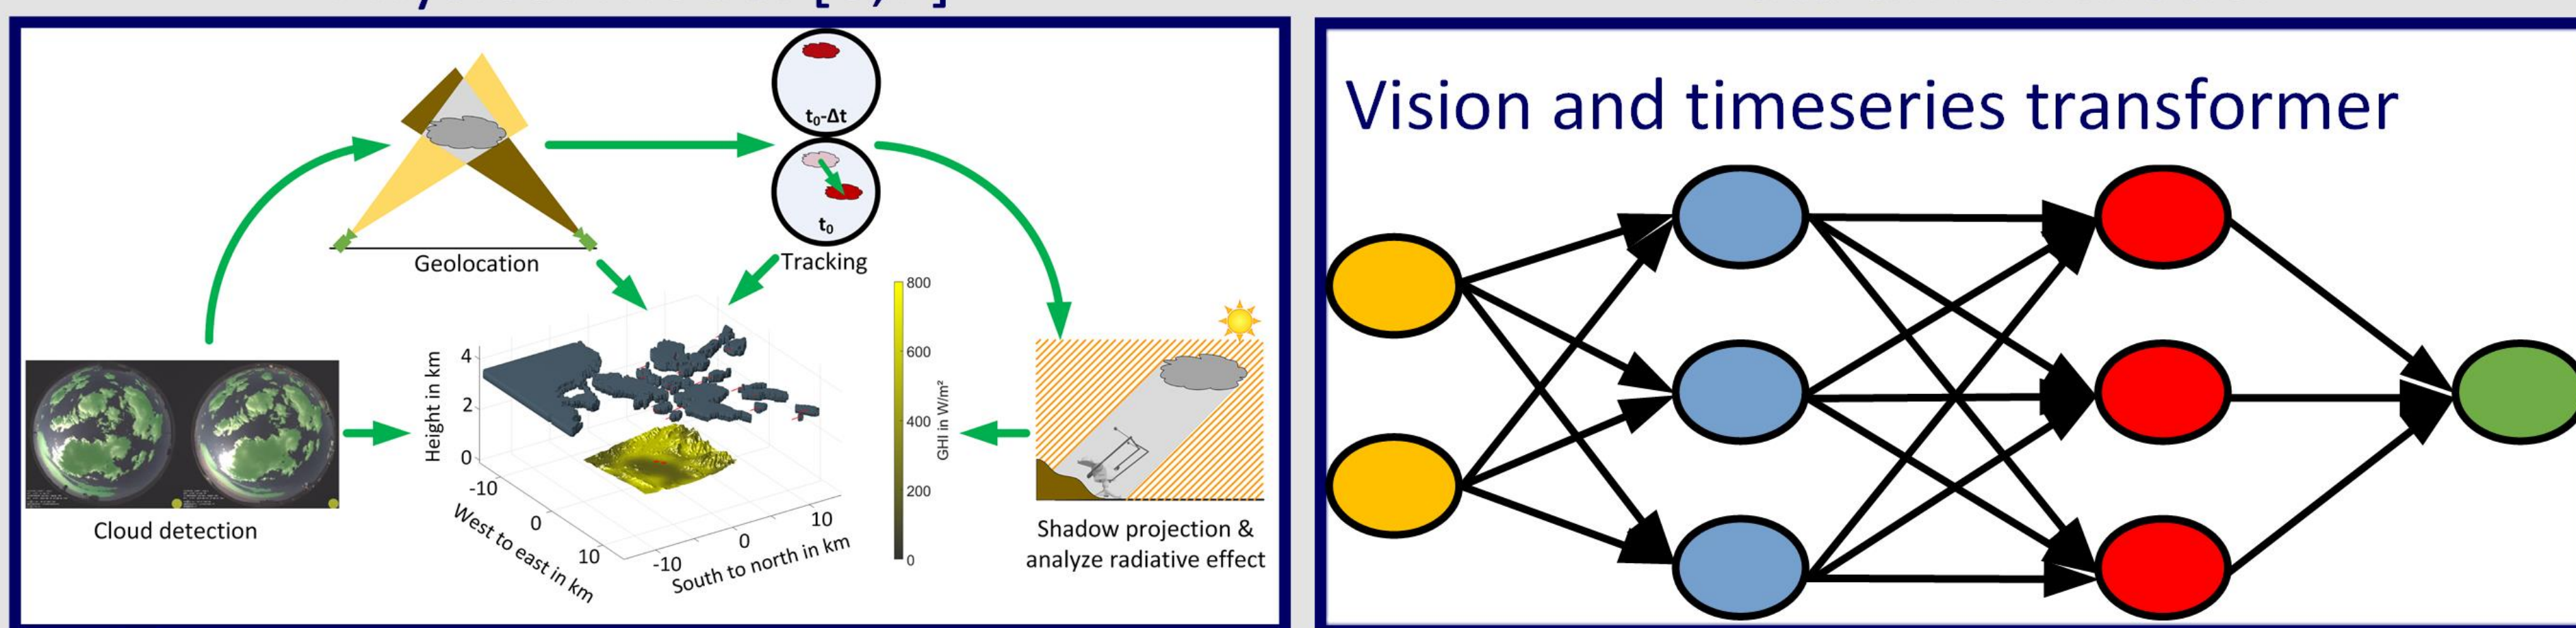 t₀-Δt
t₀
Geolocation
Tracking
Cloud detection
Height in km
4
2
0
-10
0
10
West to east in km
-10
0
10
South to north in km
800
600
400
200
0
GHI in W/m²
Shadow projection &
analyze radiative effect
Vision and timeseries transformer